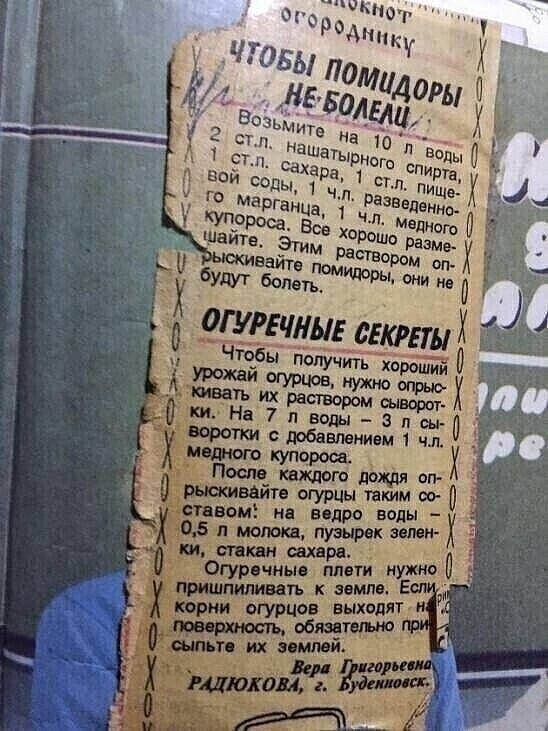 огороднику
ЧТОБЫ ПОМИДОРЫ
НЕ БОЛЕЛИ
Возьмите на 10 л воды
2 ст.л. нашатырного спирта,
1 ст.л. сахара, 1 ст.л. пище-
вой соды, 1 ч.л. разведенно-
го марганца, 1 ч.л. медного
купороса. Все хорошо разме-
шайте. Этим раствором оп-
рыскивайте помидоры, они не
будут болеть.
ОГУРЕЧНЫЕ СЕКРЕТЫ
Чтобы получить хороший
урожай огурцов, нужно опрыс-
кивать их раствором сыворот-
ки. На 7 л воды – 3 л сы-
воротки с добавлением 1 ч.л.
медного купороса.
После каждого дождя оп-
рыскивайте огурцы таким со-
ставом: на ведро воды –
0,5 л молока, пузырек зелен-
ки, стакан сахара.
Огуречные плети нужно
пришпиливать к земле. Если
корни огурцов выходят на
поверхность, обязательно при-
сыпьте их землей.
Вера Григорьевна
РАДЮКОВА, г. Буденновск.